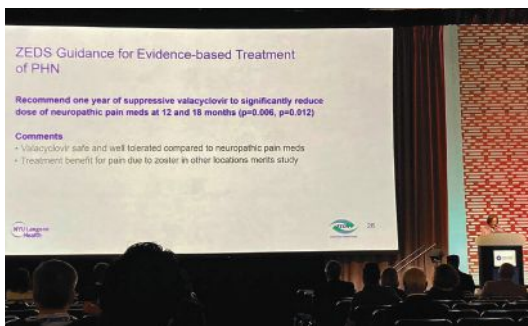 ZEDS Guidance for Evidence-based Treatment
of PHN
Recommend one year of suppressive valacyclovir to significantly reduce
dose of neuropathic pain meds at 12 and 18 months (p=0.006, p=0.012)
Comments
• Valacyclovir safe and well tolerated compared to neuropathic pain meds
• Treatment benefit for pain due to zoster in other locations merits study
NYU Langone
Health
26